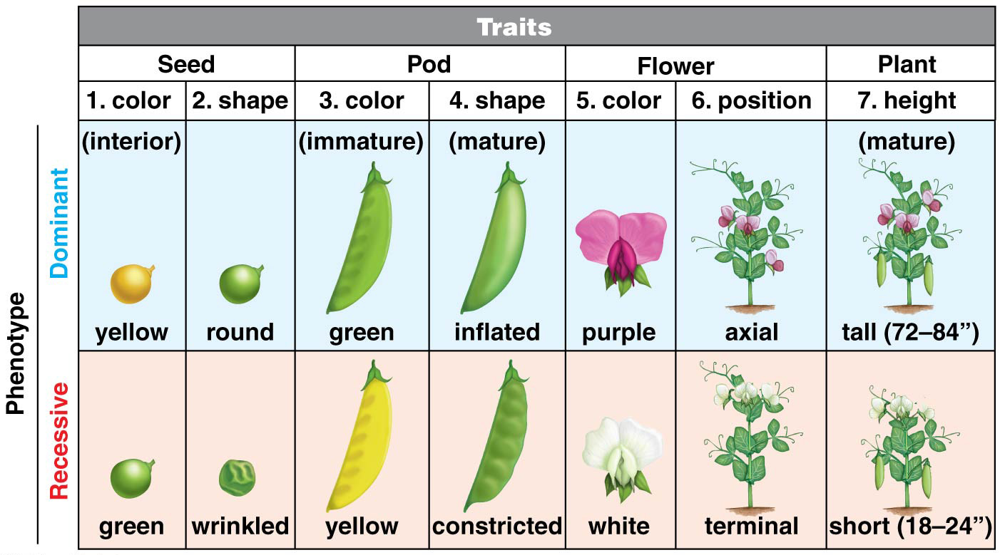 Traits
Seed Pod Flower Plant
1. color 2. shape 3. color 4. shape 5. color 6. position 7. height
(interior) (immature) (mature) (mature)
Phenotype
Dominant
yellow round green inflated purple axial tall (72–84”)
Recessive
green wrinkled yellow constricted white terminal short (18–24”)